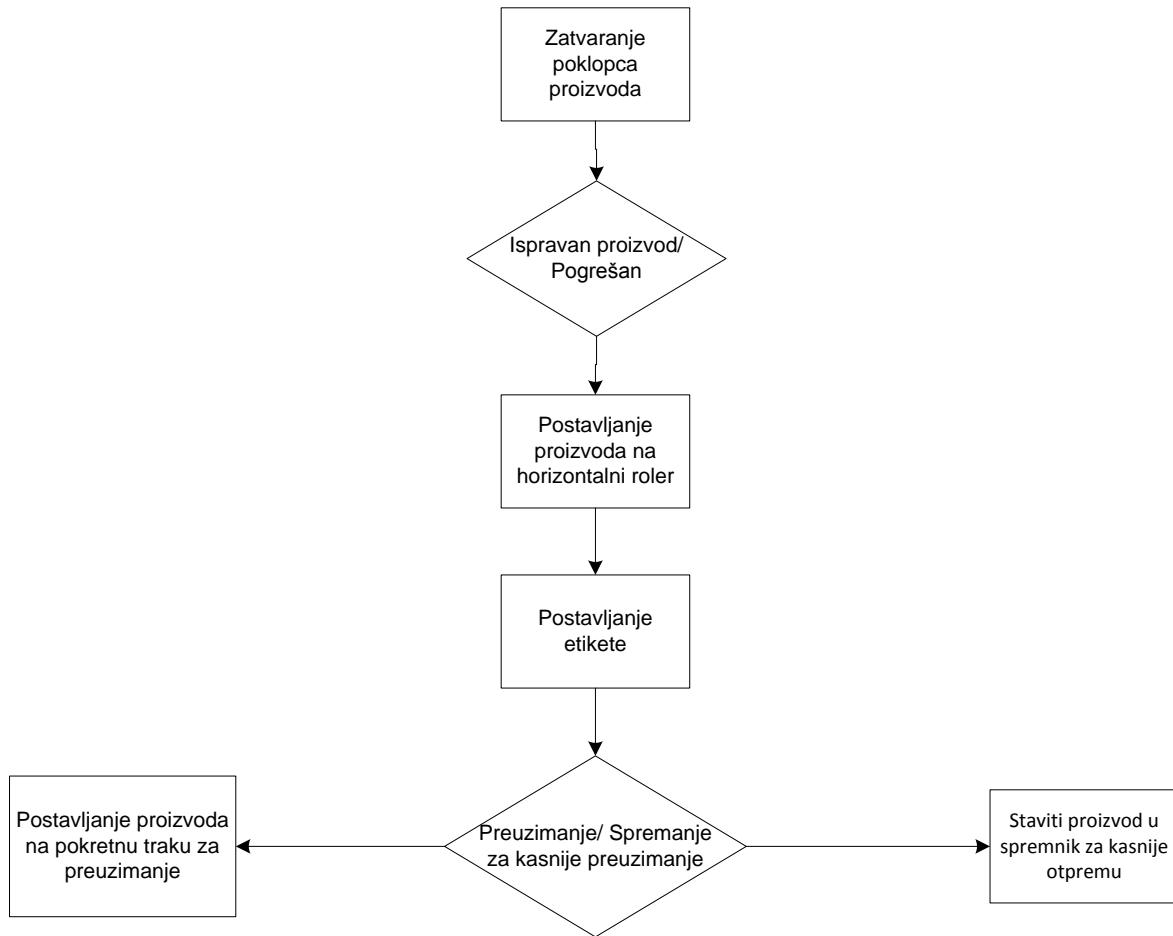 Zatvaranje
poklopca
proizvoda
Ispravan proizvod/
Pogrešan
Postavljanje
proizvoda na
horizontalni roler
Postavljanje
etikete
Postavljanje proizvoda
na pokretnu traku za
preuzimanje
Preuzimanje/ Spremanje
za kasnije preuzimanje
Staviti proizvod u
spremnik za kasnije
otpremu